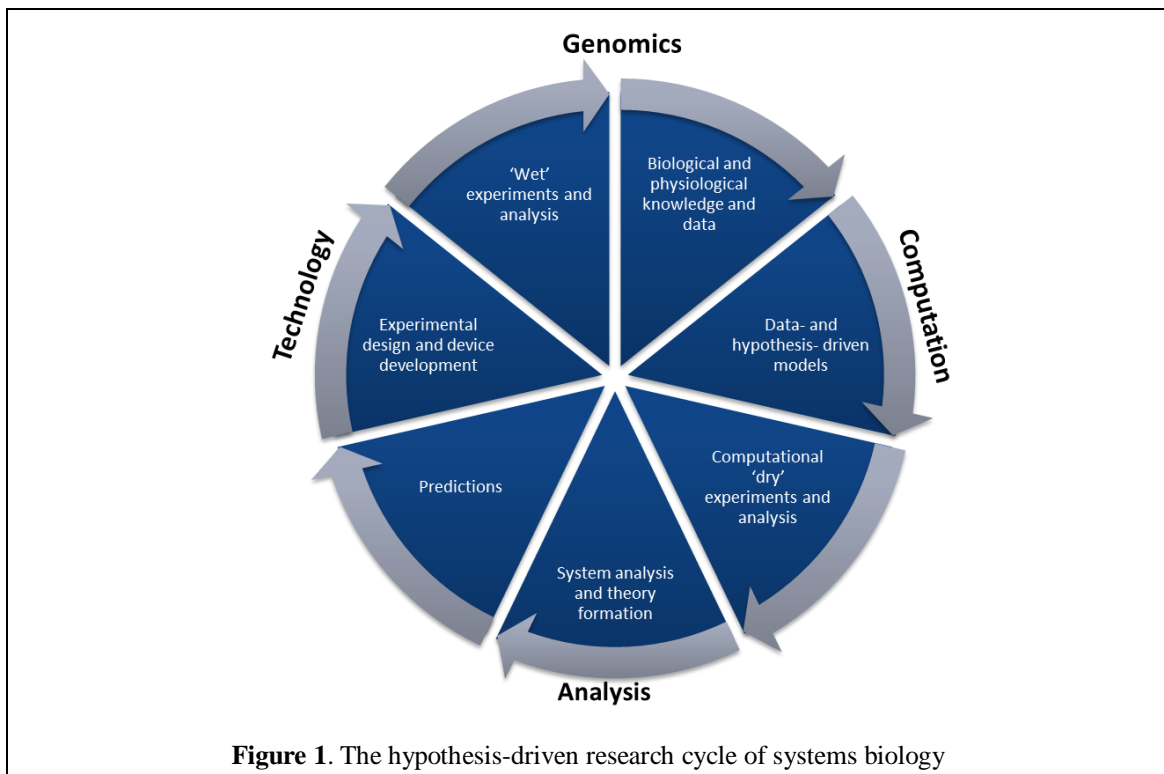 Genomics
'Wet'
experiments and
analysis
Biological and
physiological
knowledge and
data
Computation
Technology
Experimental
design and device
development
Data- and
hypothesis- driven
models
Computational
'dry'
experiments and
analysis
Predictions
System analysis
and theory
formation
Analysis
Figure 1. The hypothesis-driven research cycle of systems biology